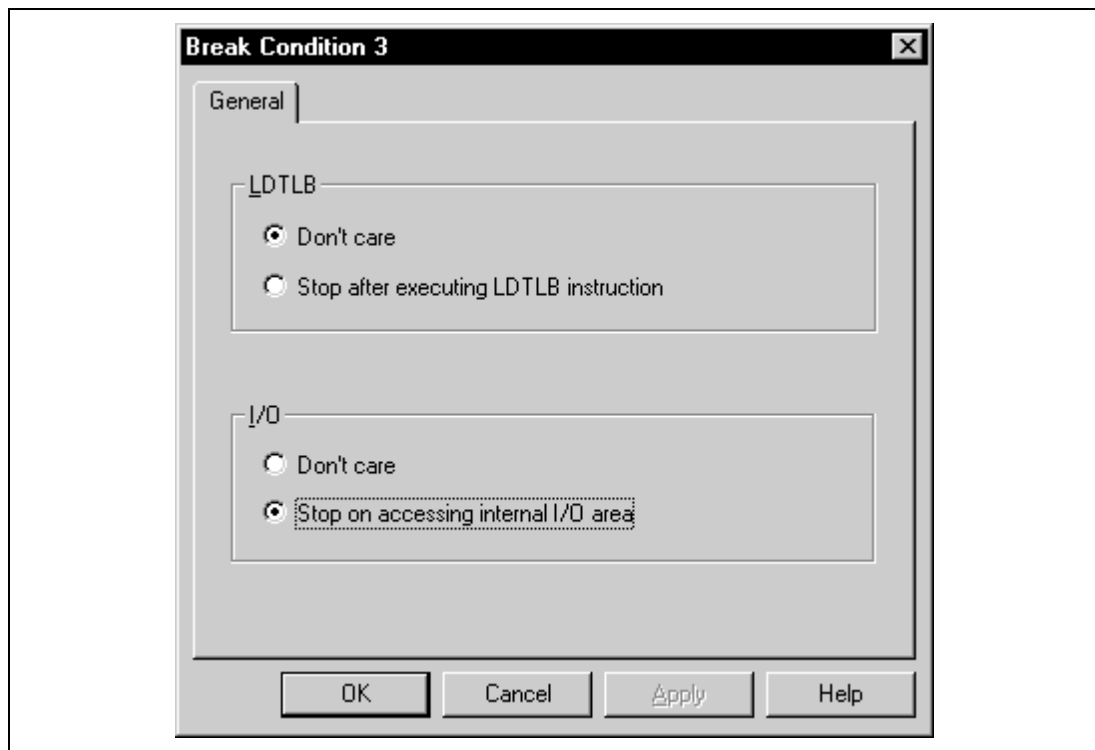 Break Condition 3
General
LDTLB
Don't care
Stop after executing LDTLB instruction
I/O
Don't care
Stop on accessing internal I/O area
OK Cancel Apply Help